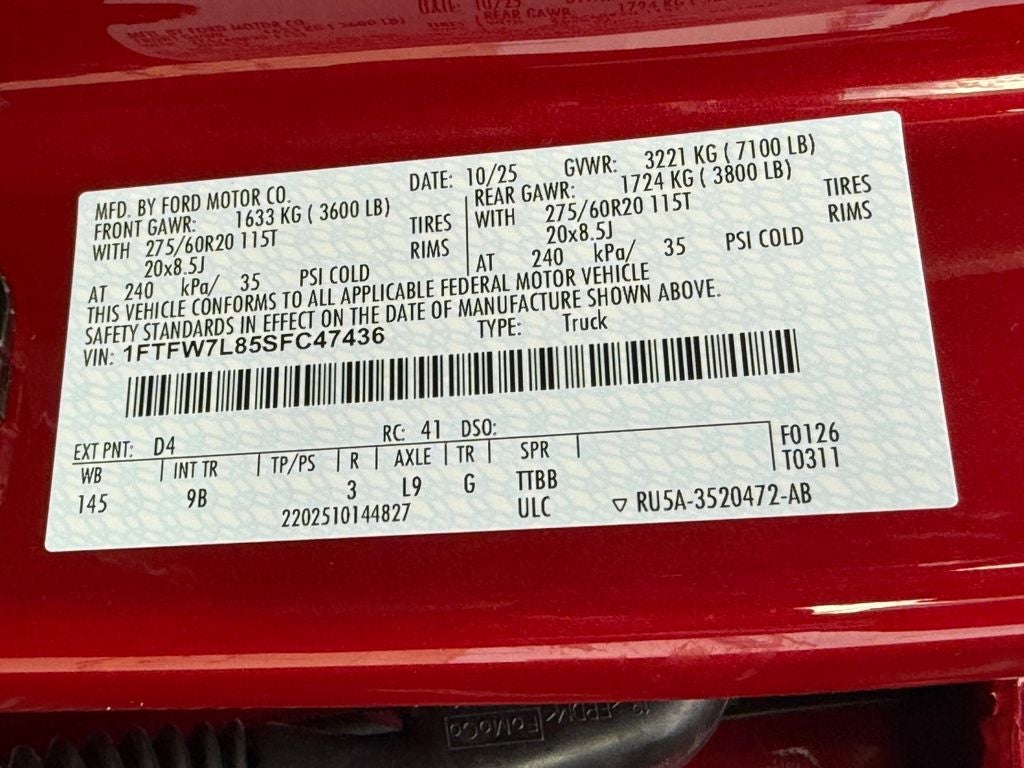 MFD. BY FORD MOTOR CO. DATE: 10/25 GVWR: 3221 KG ( 7100 LB)
FRONT GAWR: 1633 KG ( 3600 LB) REAR GAWR: 1724 KG ( 3800 LB)
WITH 275/60R20 115T TIRES WITH 275/60R20 115T TIRES
20x8.5J RIMS 20x8.5J RIMS
AT 240 kPa/ 35 PSI COLD AT 240 kPa/ 35 PSI COLD
THIS VEHICLE CONFORMS TO ALL APPLICABLE FEDERAL MOTOR VEHICLE
SAFETY STANDARDS IN EFFECT ON THE DATE OF MANUFACTURE SHOWN ABOVE.
VIN: 1FTFW7L85SFC47436 TYPE: Truck
EXT PNT: D4 RC: 41 DSO:
WB INT TR TP/PS R AXLE TR SPR F0126
145 9B 3 L9 G TTBB T0311
2202510144827 ULC ▽ RU5A-3520472-AB
FoMoCo